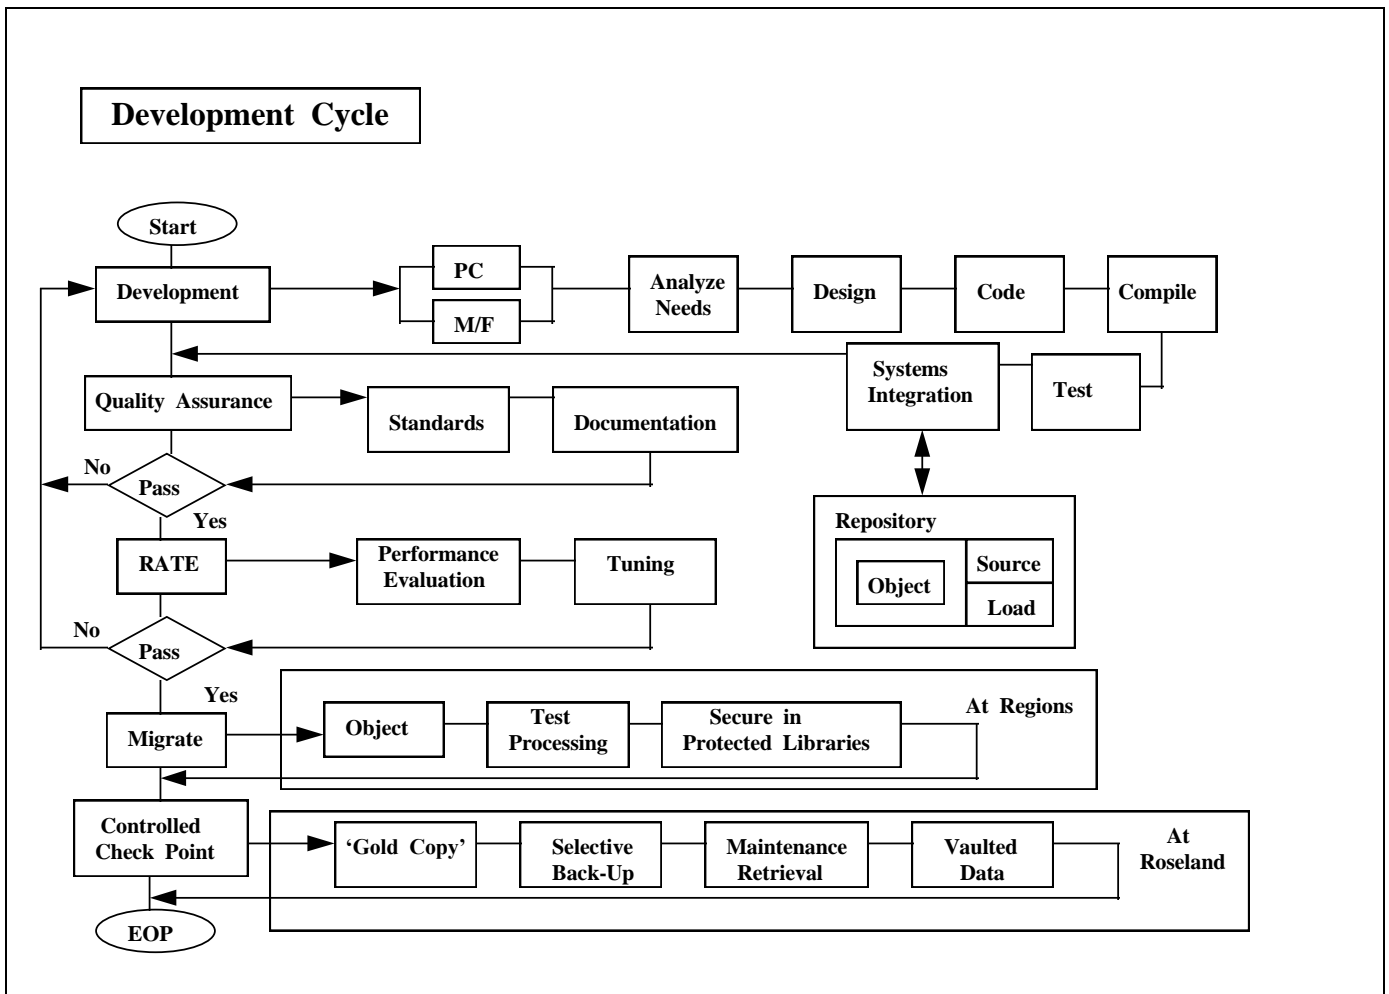 Development Cycle
Start
Development
PC
M/F
Analyze
Needs
Design
Code
Compile
Systems
Integration
Test
Quality Assurance
Standards
Documentation
No
Pass
Yes
Repository
Object
Source
Load
RATE
Performance
Evaluation
Tuning
No
Pass
Yes
At Regions
Migrate
Object
Test
Processing
Secure in
Protected Libraries
Controlled
Check Point
‘Gold Copy’
Selective
Back-Up
Maintenance
Retrieval
Vaulted
Data
At
Roseland
EOP